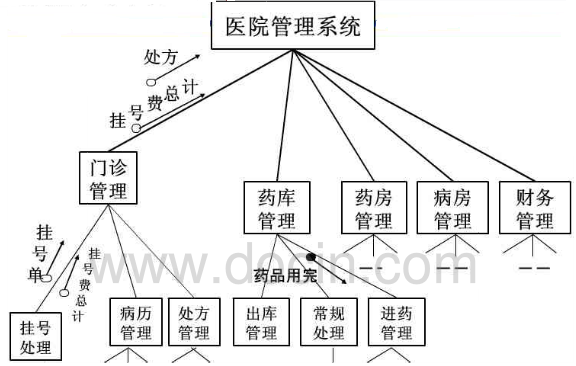 医院管理系统
处方
挂号费总计
门诊
管理
药库
管理
药房
管理
病房
管理
财务
管理
挂号单
挂号费总计
www.docin.com
药品用完
挂号
处理
病历
管理
处方
管理
出库
管理
常规
处理
进药
管理